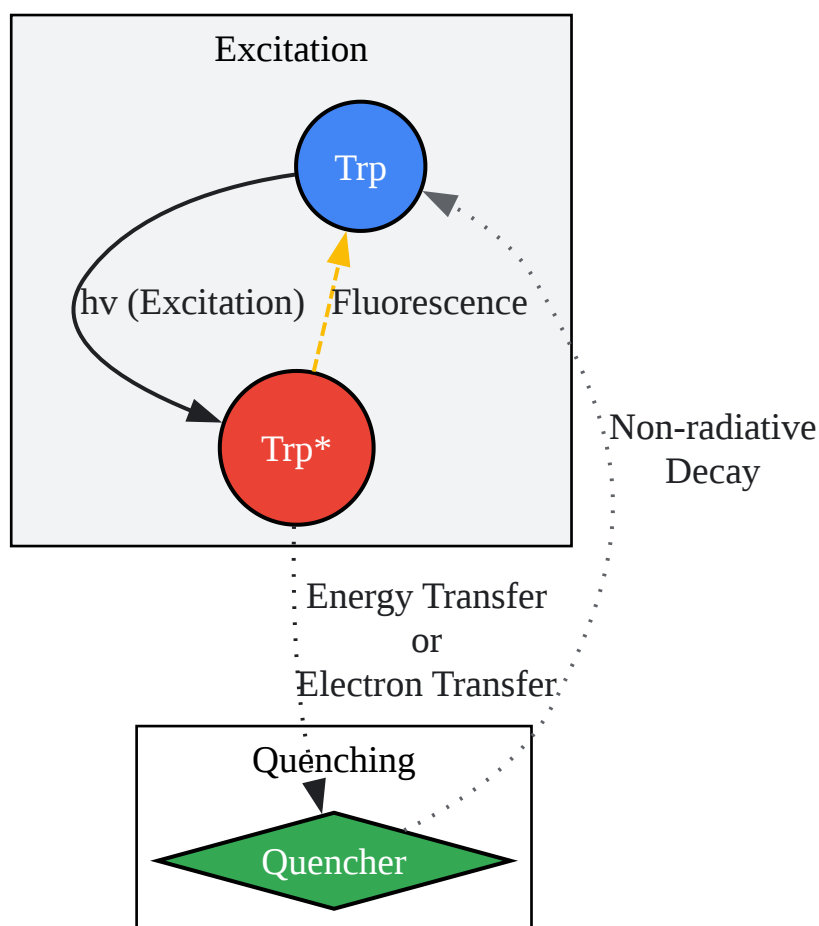 Excitation
Trp
hv (Excitation)
Fluorescence
Non-radiative
Decay
Trp*
Energy Transfer
or
Electron Transfer
Quenching
Quencher